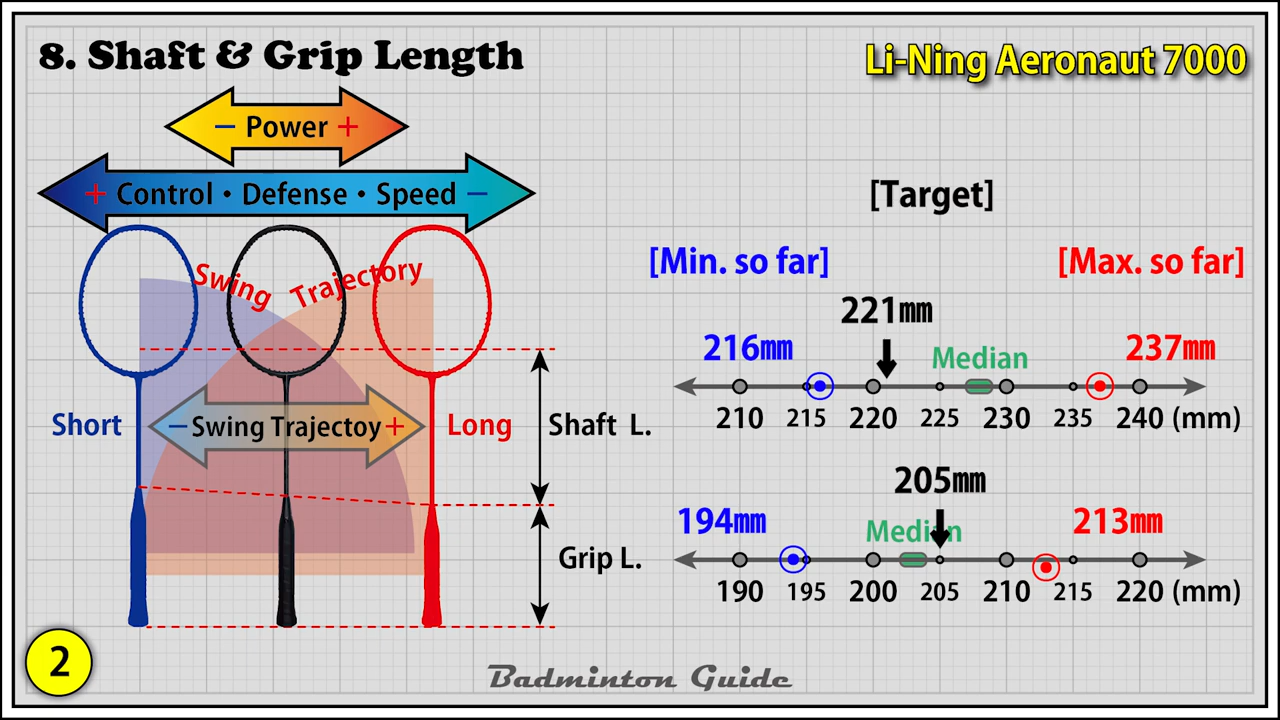 8. Shaft & Grip Length
Li-Ning Aeronaut 7000
− Power +
+ Control・Defense・Speed −
[Target]
[Min. so far]
[Max. so far]
Swing Trajectory
221mm
216mm
Median
237mm
Short
− Swing Trajectoy +
Long
Shaft L.
210 215 220 225 230 235 240 (mm)
205mm
194mm
Median
213mm
Grip L.
190 195 200 205 210 215 220 (mm)
2
Badminton Guide